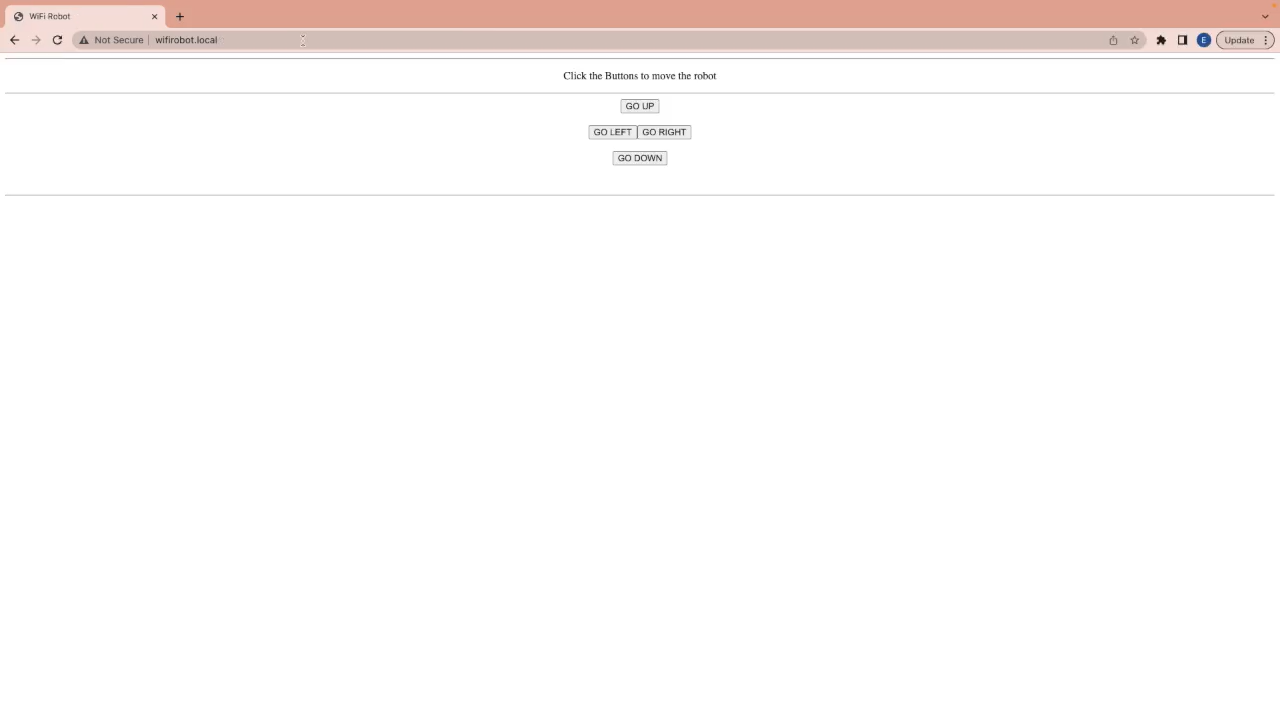 WiFi Robot
Not Secure wifirobot.local E Update
Click the Buttons to move the robot
GO UP
GO LEFT GO RIGHT
GO DOWN